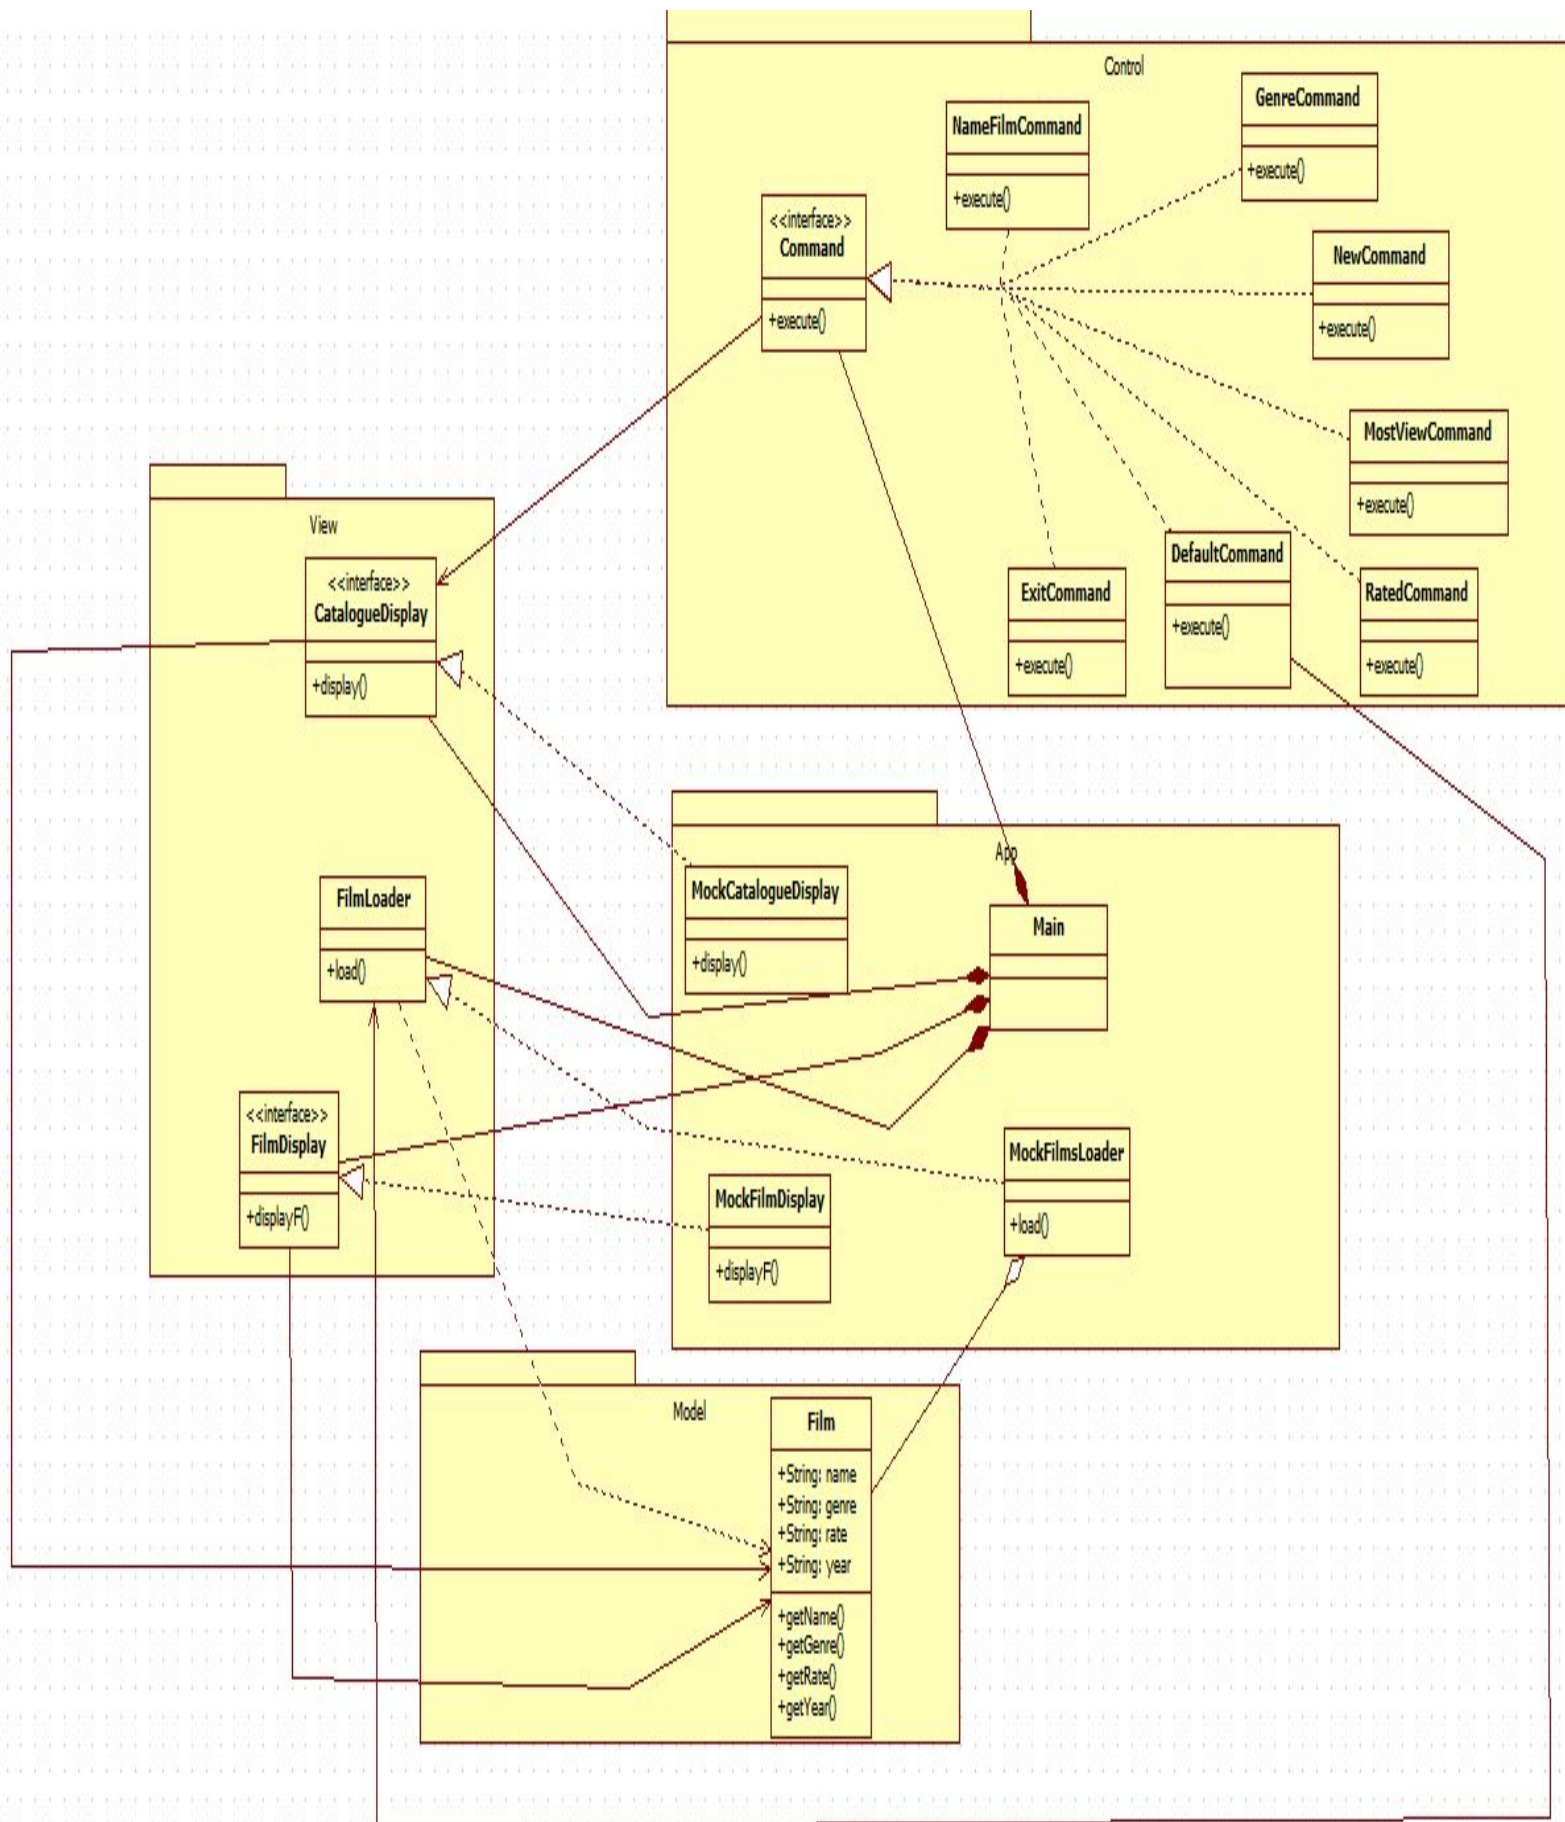 Control
GenreCommand
+execute()
NameFilmCommand
+execute()
<<interface>>
Command
+execute()
NewCommand
+execute()
MostViewCommand
+execute()
DefaultCommand
+execute()
ExitCommand
+execute()
RatedCommand
+execute()
View
<<interface>>
CatalogueDisplay
+display()
FilmLoader
+load()
<<interface>>
FilmDisplay
+displayF()
App
MockCatalogueDisplay
+display()
Main
MockFilmsLoader
+load()
MockFilmDisplay
+displayF()
Model
Film
+String: name
+String: genre
+String: rate
+String: year
+getName()
+getGenre()
+getRate()
+getYear()